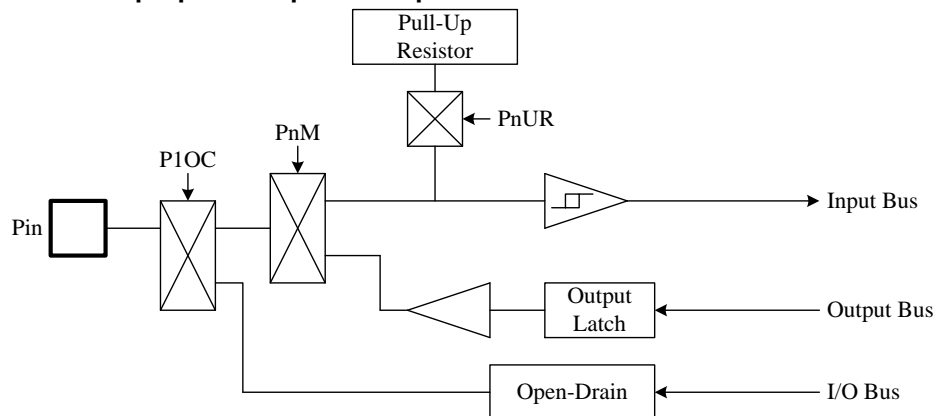 Pull-Up
Resistor
PnUR
PnM
P1OC
Pin
Input Bus
Output
Latch
Output Bus
Open-Drain
I/O Bus